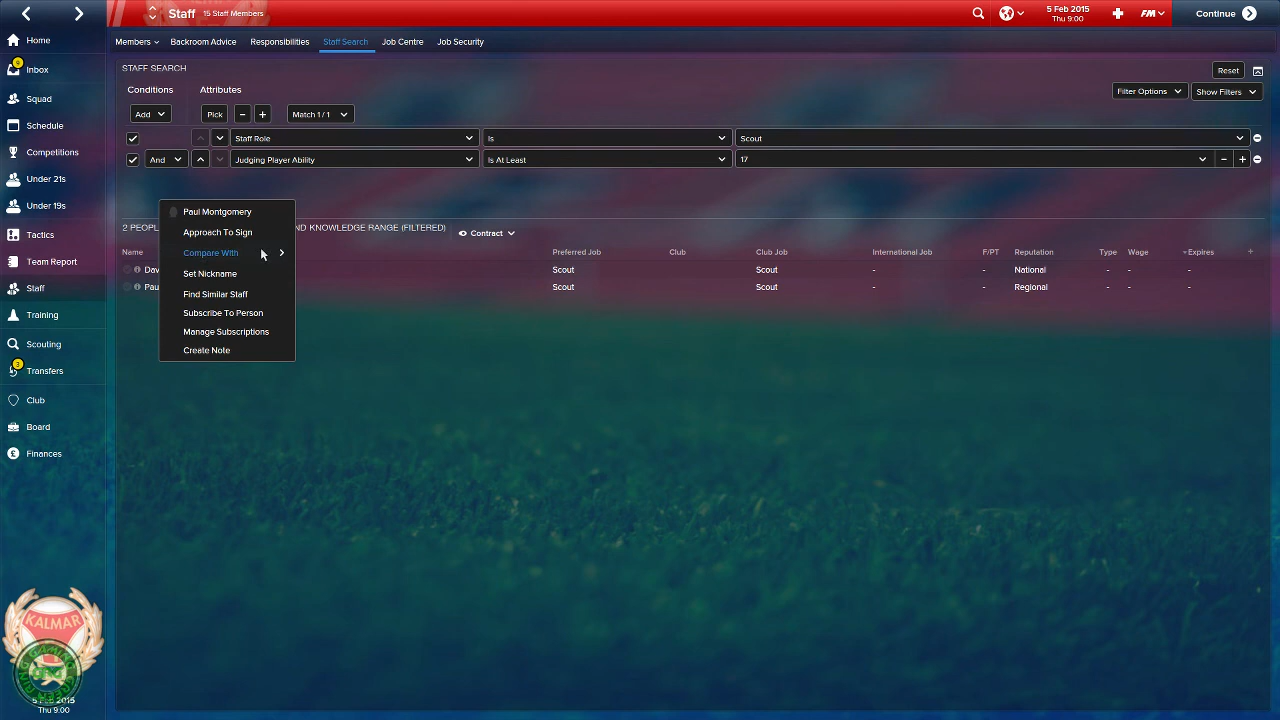 Staff 15 Staff Members
5 Feb 2015
Thu 9:00
FM
Continue
Home
9
Inbox
Squad
Schedule
Competitions
Under 21s
Under 19s
Tactics
Team Report
Staff
Training
Scouting
3
Transfers
Club
Board
Finances
KALMAR
5 Feb 2015
Thu 9:00
Members
Backroom Advice
Responsibilities
Staff Search
Job Centre
Job Security
STAFF SEARCH
Reset
Conditions
Attributes
Filter Options
Show Filters
Add
Pick
Match 1 / 1
Staff Role
Is
Scout
And
Judging Player Ability
Is At Least
17
2 PEOPL
ND KNOWLEDGE RANGE (FILTERED)
Contract
Name
Preferred Job
Club
Club Job
International Job
F/PT
Reputation
Type
Wage
Expires
Dav
Scout
Scout
-
-
National
-
-
-
Pau
Scout
Scout
-
-
Regional
-
-
-
Paul Montgomery
Approach To Sign
Compare With
Set Nickname
Find Similar Staff
Subscribe To Person
Manage Subscriptions
Create Note